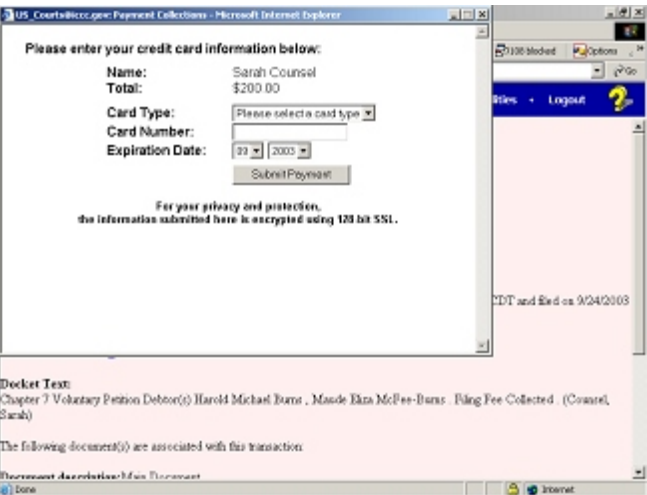 US_Courts@iccc.gov: Payment Collections - Microsoft Internet Explorer
Please enter your credit card information below:
Name: Sarah Counsel
Total: $200.00
Card Type: Please select a card type
Card Number:
Expiration Date: 09 2003
Submit Payment
For your privacy and protection,
the information submitted here is encrypted using 128 bit SSL.
blocked Options
Go
ilities • Logout ?
CDT and filed on 9/24/2003
Docket Text:
Chapter 7 Voluntary Petition Debtor(s) Harold Michael Burns , Maude Eliza McFee-Burns . Filing Fee Collected . (Counsel,
Sarah)
The following document(s) are associated with this transaction:
Document description: Main Document
Done Internet